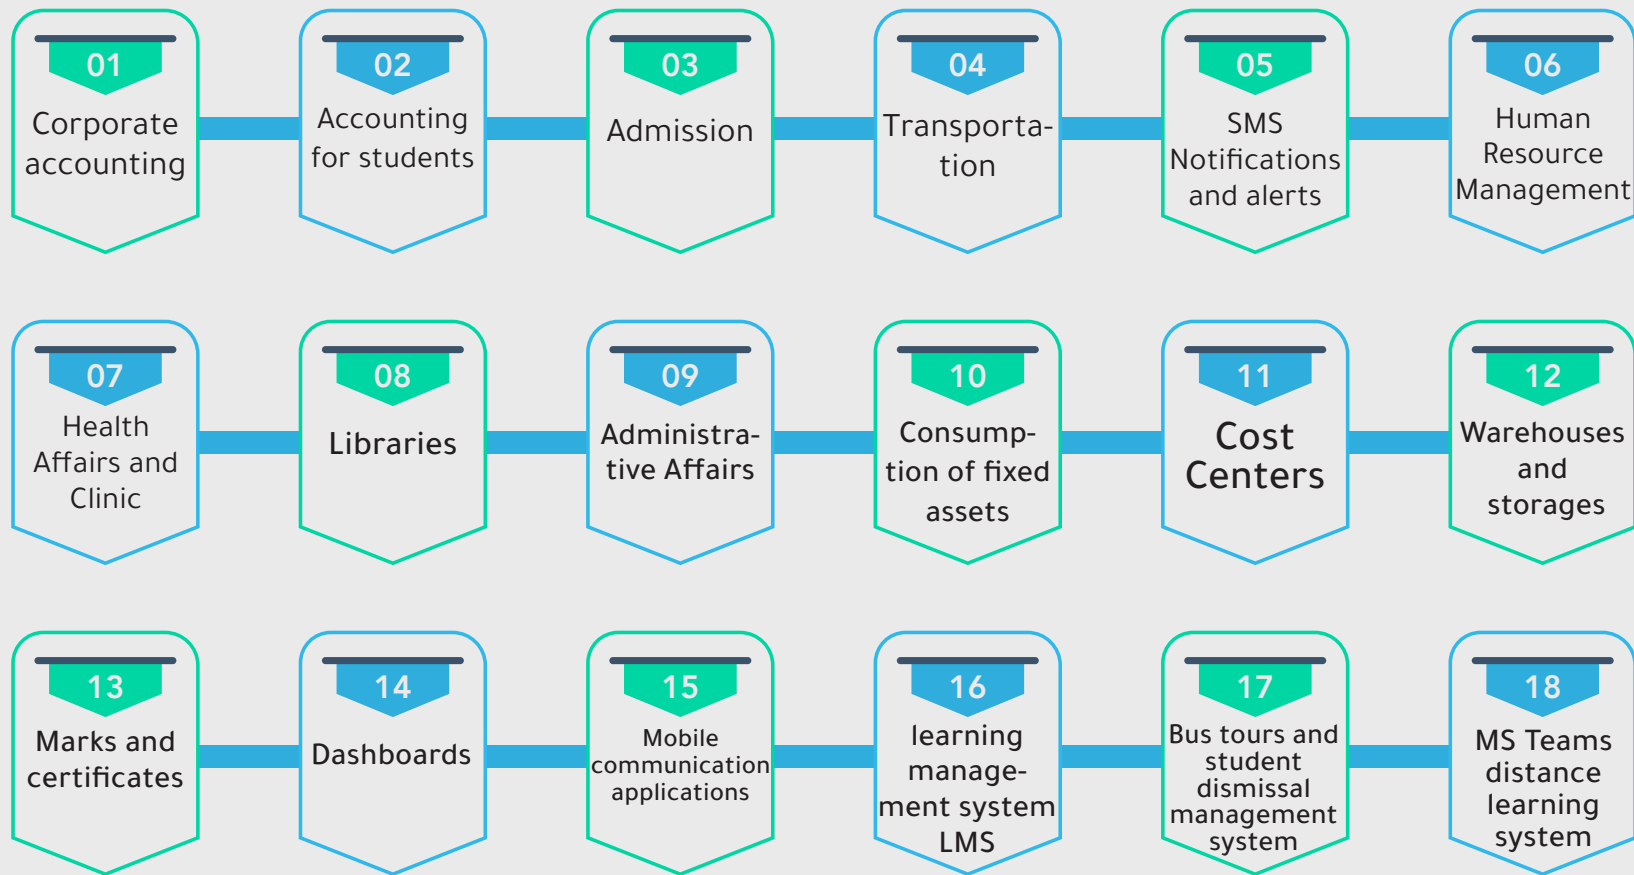 01
Corporate
accounting
02
Accounting
for students
03
Admission
04
Transporta-
tion
05
SMS
Notifications
and alerts
06
Human
Resource
Management
07
Health
Affairs and
Clinic
08
Libraries
09
Administra-
tive Affairs
10
Consump-
tion of fixed
assets
11
Cost
Centers
12
Warehouses
and
storages
13
Marks and
certificates
14
Dashboards
15
Mobile
communication
applications
16
learning
manage-
ment system
LMS
17
Bus tours and
student
dismissal
management
system
18
MS Teams
distance
learning
system